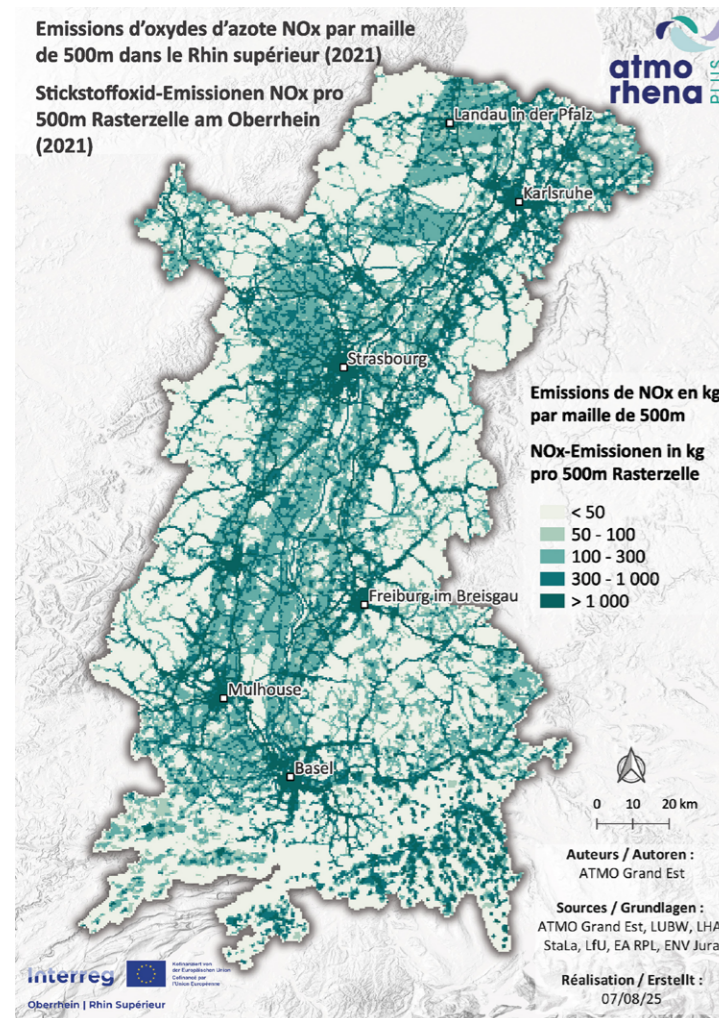 Emissions d'oxydes d'azote NOx par maille
de 500m dans le Rhin supérieur (2021)
Stickstoffoxid-Emissionen NOx pro
500m Rasterzelle am Oberrhein
(2021)
atmo
rhena
PLUS
Landau in der Pfalz
Karlsruhe
Strasbourg
Emissions de NOx en kg
par maille de 500m
NOx-Emissionen in kg
pro 500m Rasterzelle
< 50
50 - 100
100 - 300
300 - 1 000
> 1 000
Freiburg im Breisgau
Mulhouse
Basel
0 10 20 km
Auteurs / Autoren :
ATMO Grand Est
Sources / Grundlagen :
ATMO Grand Est, LUBW, LHA
StaLa, LfU, EA RPL, ENV Jura
Réalisation / Erstellt :
07/08/25
Interreg
Kofinanziert von
der Europäischen Union
Cofinancé par
l'Union Européenne
Oberrhein | Rhin Supérieur